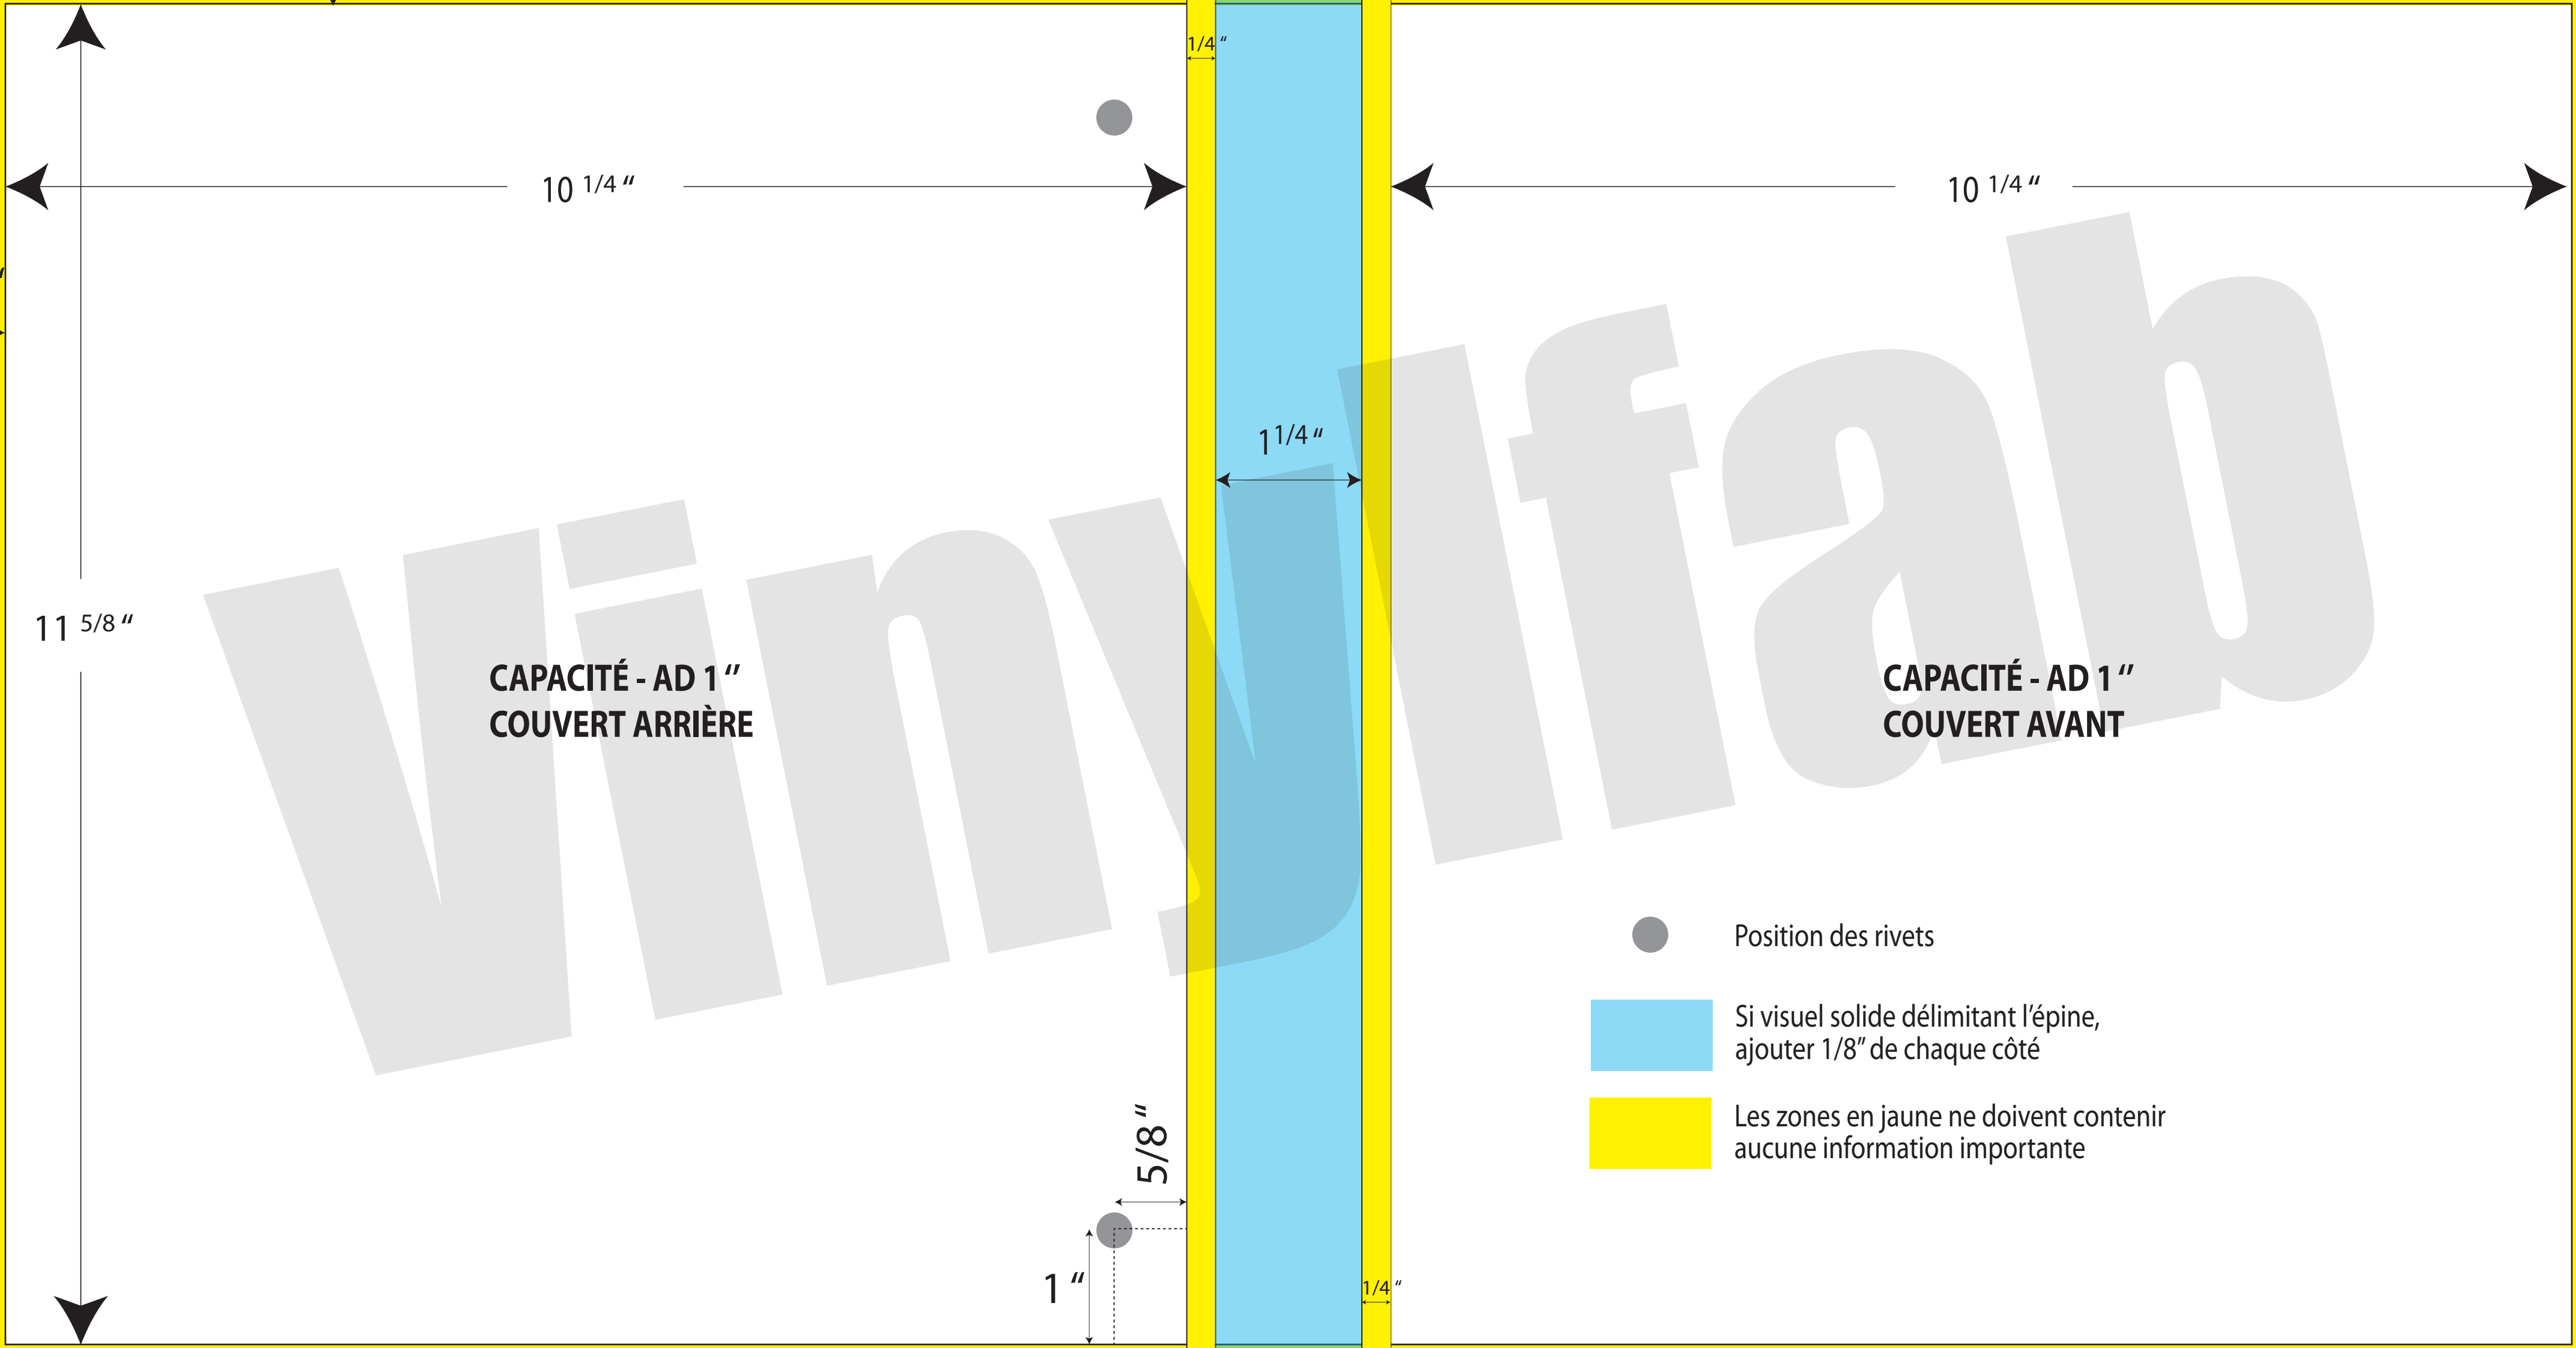 1/4 “
10 1/4 “
10 1/4 “
1 1/4 “
11 5/8 “
Vinylfab
CAPACITÉ - AD 1 ‘’
COUVERT ARRIÈRE
CAPACITÉ - AD 1 ‘’
COUVERT AVANT
Position des rivets
Si visuel solide délimitant l’épine,
ajouter 1/8” de chaque côté
Les zones en jaune ne doivent contenir
aucune information importante
5/8 “
1 “
1/4 “